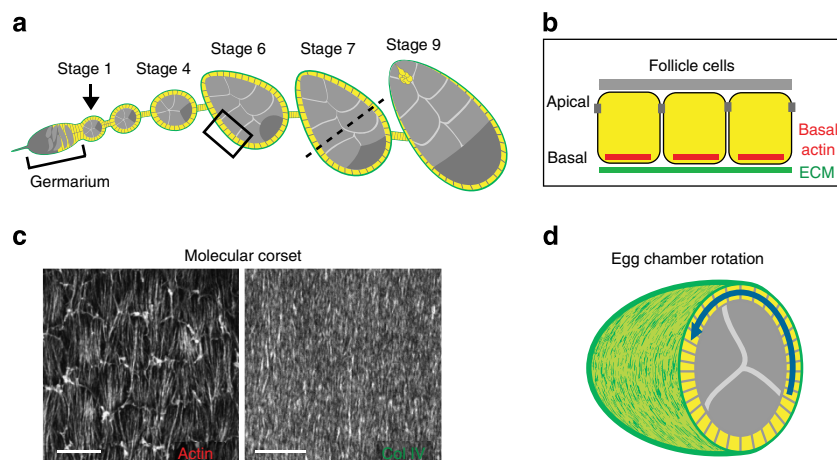 a
Stage 1
Stage 4
Stage 6
Stage 7
Stage 9
Germarium
b
Follicle cells
Apical
Basal
Basal
actin
ECM
c
Molecular corset
Actin
Col IV
d
Egg chamber rotation